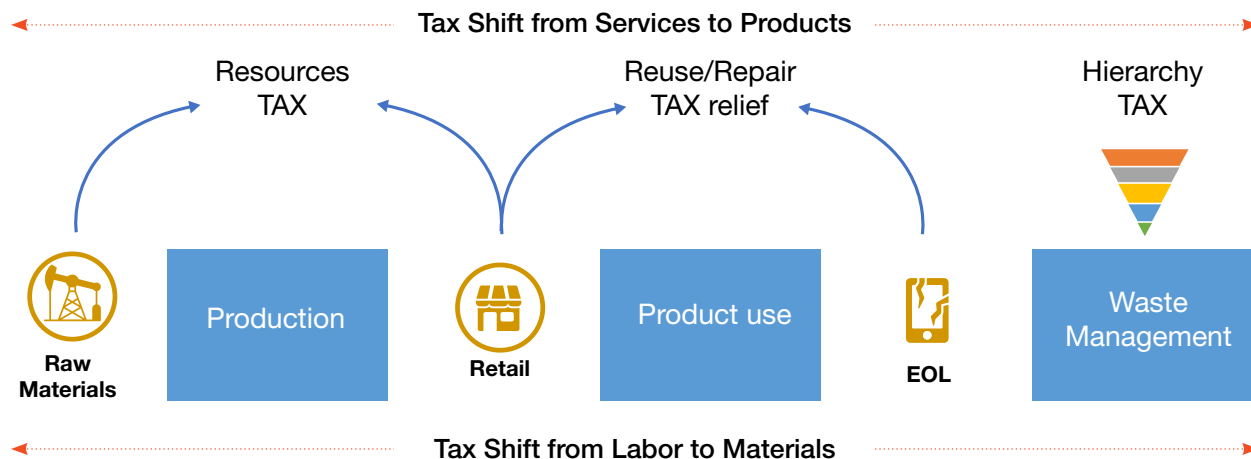 Tax Shift from Services to Products
Resources
TAX
Reuse/Repair
TAX relief
Hierarchy
TAX
Raw
Materials
Production
Retail
Product use
EOL
Waste
Management
Tax Shift from Labor to Materials